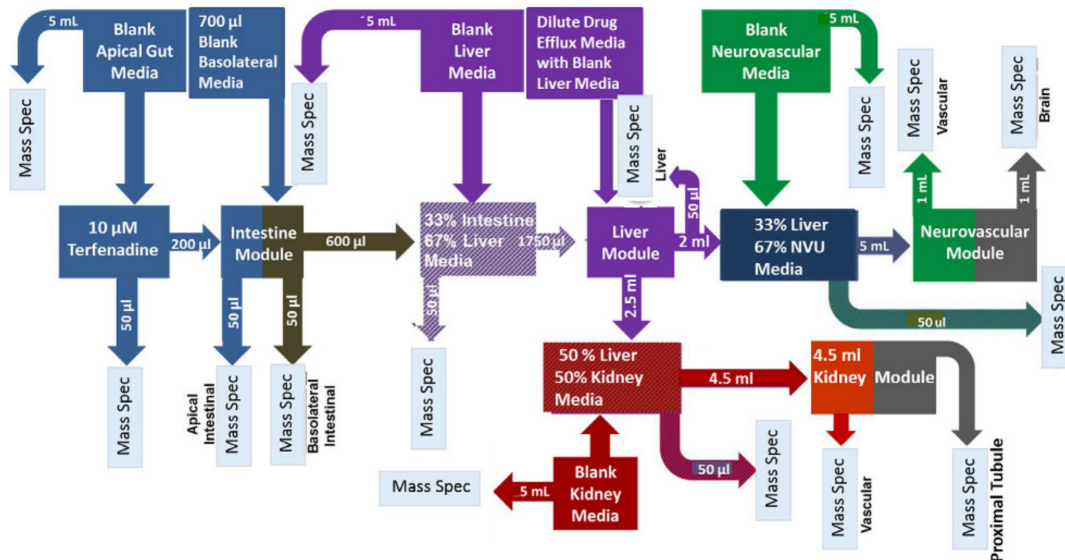 .5 mL
Blank
Apical Gut
Media
700 µl
Blank
Basolateral
Media
.5 mL
Blank
Liver
Media
Dilute Drug
Efflux Media
with Blank
Liver Media
Blank
Neurovascular
Media
.5 mL
Mass Spec
Mass Spec
Mass Spec
Liver
Mass Spec
Mass Spec
Vascular
Mass Spec
Brain
10 µM
Terfenadine
200 µl
Intestine
Module
600 µl
33% Intestine
67% Liver
Media
1750 µl
Liver
Module
50 µl
2 ml
33% Liver
67% NVU
Media
.5 mL
1 mL
1 mL
Neurovascular
Module
50 µl
50 µl
50 µl
50 µl
2.5 ml
50 ul
Mass Spec
Mass Spec
Mass Spec
Apical
Intestinal
Mass Spec
Basolateral
Intestinal
Mass Spec
50 % Liver
50% Kidney
Media
4.5 ml
4.5 ml
Kidney
Module
50 µl
Mass Spec
Mass Spec
.5 mL
Blank
Kidney
Media
Mass Spec
Vascular
Mass Spec
Proximal Tubule